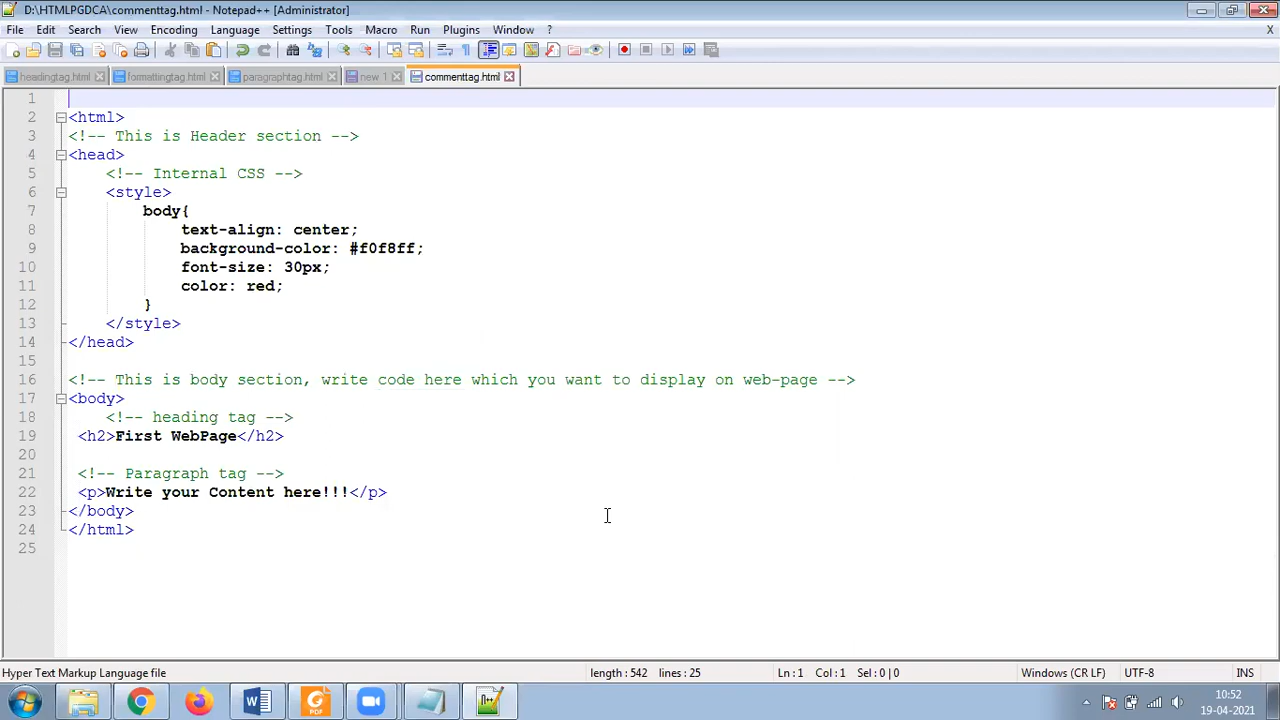 D:\HTMLPGDCA\commenttag.html - Notepad++ [Administrator]
File Edit Search View Encoding Language Settings Tools Macro Run Plugins Window ? X
headingtag.html formattingtag.html paragraphtag.html new 1 commenttag.html
1
2 <html>
3 <!-- This is Header section -->
4 <head>
5 <!-- Internal CSS -->
6 <style>
7 body{
8 text-align: center;
9 background-color: #f0f8ff;
10 font-size: 30px;
11 color: red;
12 }
13 </style>
14 </head>
15
16 <!-- This is body section, write code here which you want to display on web-page -->
17 <body>
18 <!-- heading tag -->
19 <h2>First WebPage</h2>
20
21 <!-- Paragraph tag -->
22 <p>Write your Content here!!!</p>
23 </body>
24 </html>
25
Hyper Text Markup Language file length : 542 lines : 25 Ln : 1 Col : 1 Sel : 0 | 0 Windows (CR LF) UTF-8 INS
10:52
19-04-2021